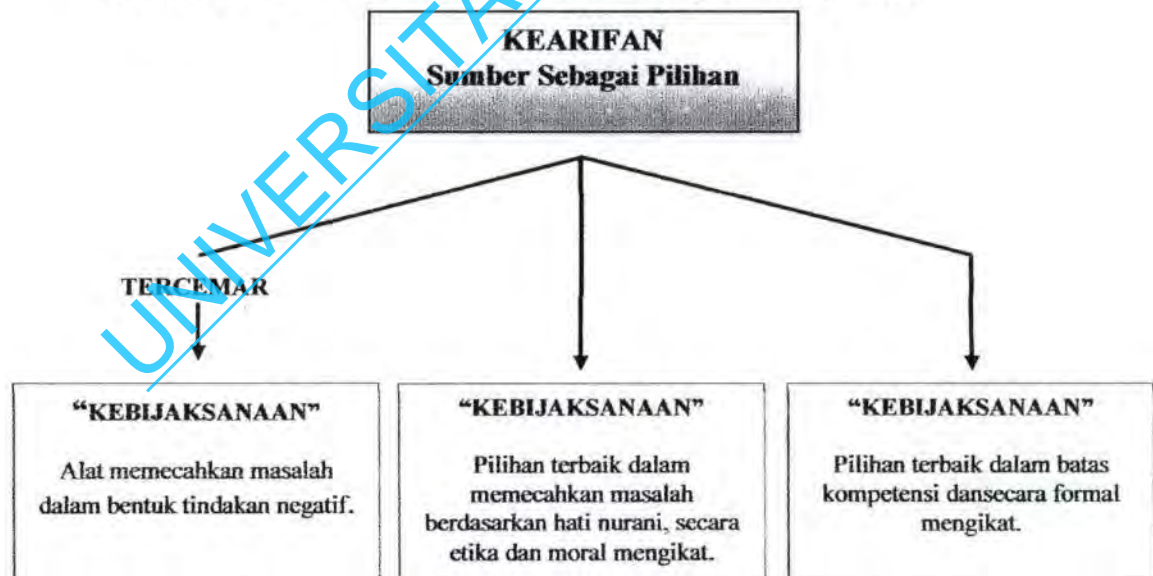 KEARIFAN
Sumber Sebagai Pilihan
UNIVERSITA
TERCEMAR
“KEBIJAKSANAAN”
Alat memecahkan masalah
dalam bentuk tindakan negatif.
“KEBIJAKSANAAN”
Pilihan terbaik dalam
memecahkan masalah
berdasarkan hati nurani, secara
etika dan moral mengikat.
“KEBIJAKSANAAN”
Pilihan terbaik dalam batas
kompetensi dansecara formal
mengikat.